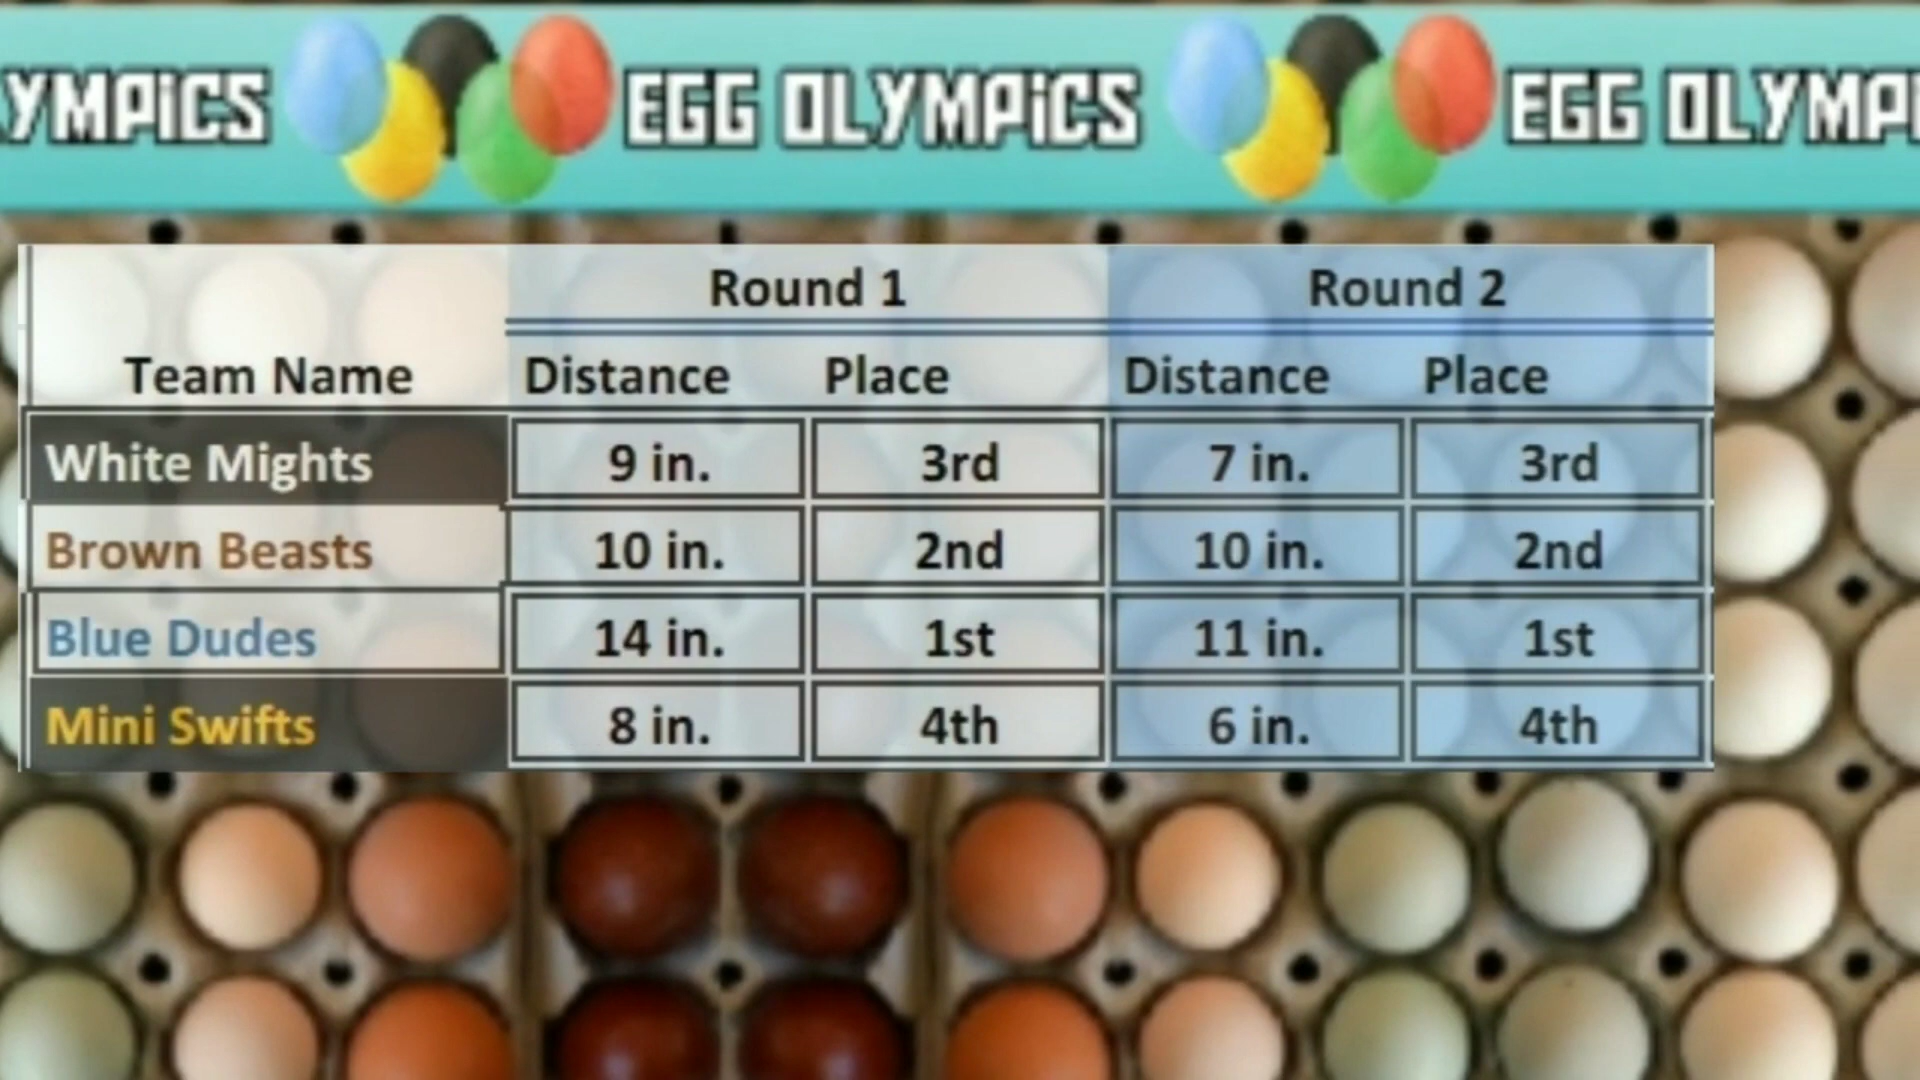 YMPiCS EGG OLYMPiCS EGG OLYMPi
Round 1 Round 2
Team Name Distance Place Distance Place
White Mights 9 in. 3rd 7 in. 3rd
Brown Beasts 10 in. 2nd 10 in. 2nd
Blue Dudes 14 in. 1st 11 in. 1st
Mini Swifts 8 in. 4th 6 in. 4th